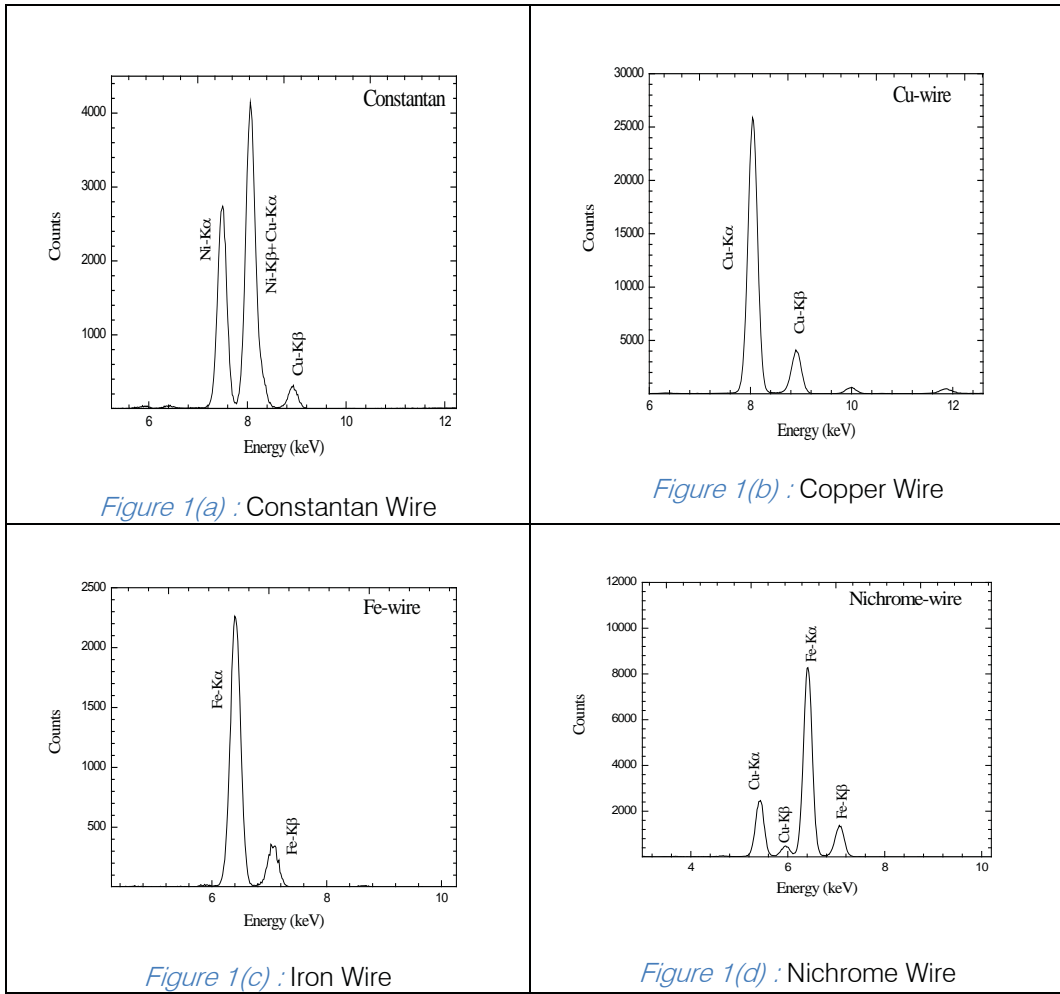 Constantan
4000
3000
2000
1000
Counts
Ni-Kα
Ni-Kβ+Cu-Kα
Cu-Kβ
6 8 10 12
Energy (keV)
Figure 1(a) : Constantan Wire
Cu-wire
30000
25000
20000
15000
10000
5000
Counts
Cu-Kα
Cu-Kβ
6 8 10 12
Energy (keV)
Figure 1(b) : Copper Wire
Fe-wire
2500
2000
1500
1000
500
Counts
Fe-Kα
Fe-Kβ
6 8 10
Energy (keV)
Figure 1(c) : Iron Wire
Nichrome-wire
12000
10000
8000
6000
4000
2000
Counts
Cu-Kα
Cu-Kβ
Fe-Kα
Fe-Kβ
4 6 8 10
Energy (keV)
Figure 1(d) : Nichrome Wire